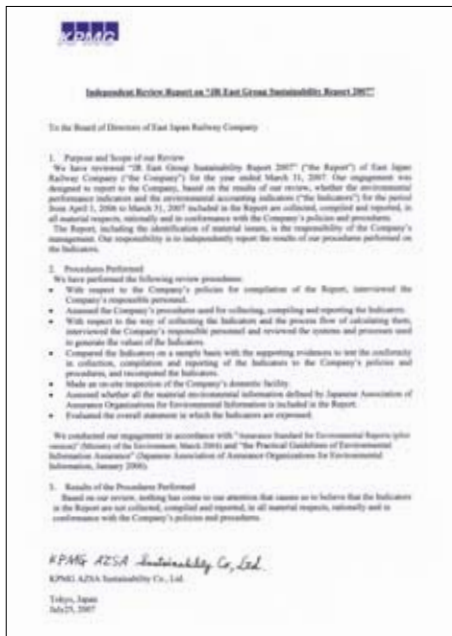 KPMG
Independent Review Report on "JR East Group Sustainability Report 2007"
To the Board of Directors of East Japan Railway Company
1. Purpose and Scope of our Review
We have reviewed "JR East Group Sustainability Report 2007" ("the Report") of East Japan
Railway Company ("the Company") for the year ended March 31, 2007. Our engagement was
designed to report to the Company, based on the results of our review, whether the environmental
performance indicators and the environmental accounting indicators ("the Indicators") for the period
from April 1, 2006 to March 31, 2007 included in the Report are collected, compiled and reported, in
all material respects, rationally and in conformance with the Company's policies and procedures.
The Report, including the identification of material issues, is the responsibility of the Company's
management. Our responsibility is to independently report the results of our procedures performed on
the Indicators.
2. Procedures Performed
We have performed the following review procedures:
• With respect to the Company's policies for compilation of the Report, interviewed the
Company's responsible personnel.
• Assessed the Company's procedures used for collecting, compiling and reporting the Indicators.
• With respect to the way of collecting the Indicators and the process flow of calculating them,
interviewed the Company's responsible personnel and reviewed the systems and processes used
to generate the values of the Indicators.
• Compared the Indicators on a sample basis with the supporting evidences to test the conformity
in collection, compilation and reporting of the Indicators to the Company's policies and
procedures, and recomputed the Indicators.
• Made an on-site inspection of the Company's domestic facility.
• Assessed whether all the material environmental information defined by Japanese Association of
Assurance Organizations for Environmental Information is included in the Report.
• Evaluated the overall statement in which the Indicators are expressed.
We conducted our engagement in accordance with "Assurance Standard for Environmental Reports (pilot
version)" (Ministry of the Environment, March 2004) and "the Practical Guidelines of Environmental
Information Assurance" (Japanese Association of Assurance Organizations for Environmental
Information, January 2006).
3. Results of the Procedures Performed
Based on our review, nothing has come to our attention that causes us to believe that the Indicators
in the Report are not collected, compiled and reported, in all material respects, rationally and in
conformance with the Company's policies and procedures.
KPMG AZSA Sustainability Co., Ltd.
KPMG AZSA Sustainability Co., Ltd.
Tokyo, Japan
July25, 2007